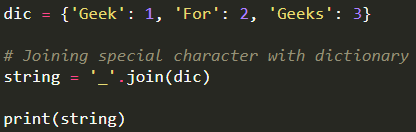 dic = {'Geek': 1, 'For': 2, 'Geeks': 3}
# Joining special character with dictionary
string = '_'.join(dic)
print(string)